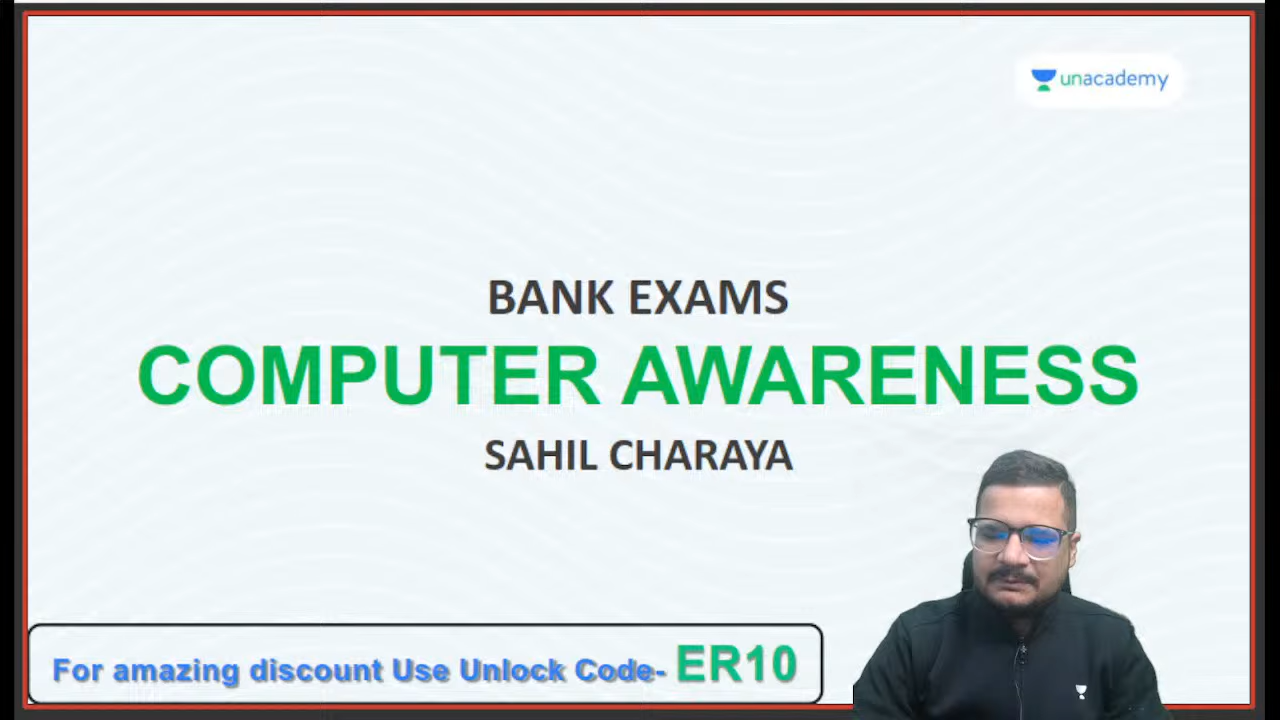 unacademy
BANK EXAMS
COMPUTER AWARENESS
SAHIL CHARAYA
For amazing discount Use Unlock Code- ER10